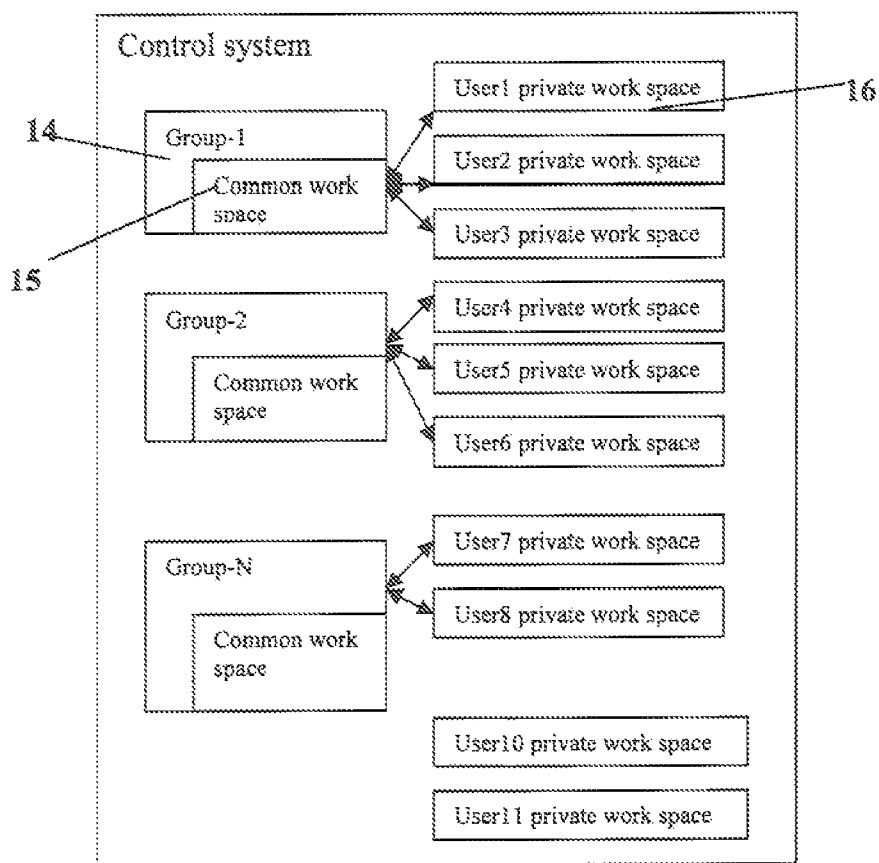 Control system
User1 private work space
16
14
Group-1
User2 private work space
Common work
space
User3 private work space
15
User4 private work space
Group-2
User5 private work space
Common work
space
User6 private work space
User7 private work space
Group-N
User8 private work space
Common work
space
User10 private work space
User11 private work space